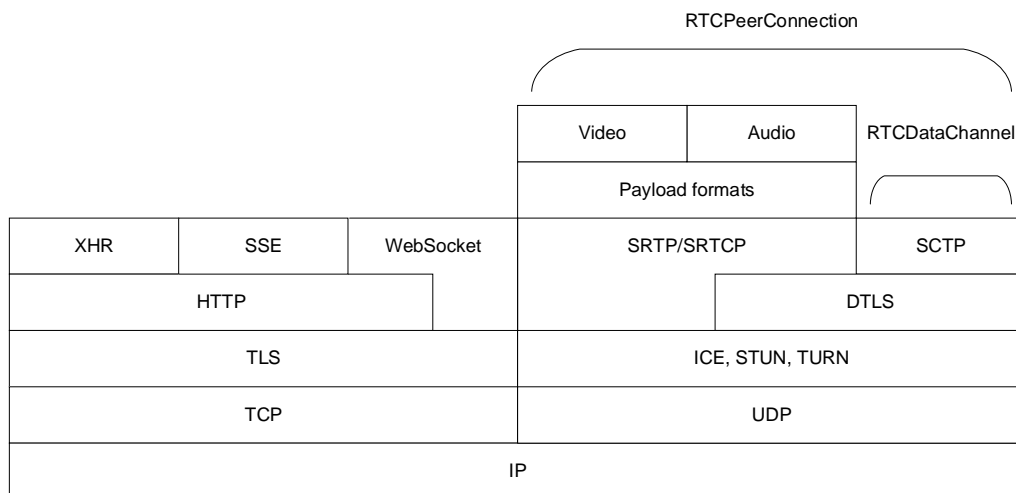 RTCPeerConnection
Video
Audio
RTCDataChannel
Payload formats
XHR
SSE
WebSocket
SRTP/SRTCP
SCTP
HTTP
DTLS
TLS
ICE, STUN, TURN
TCP
UDP
IP